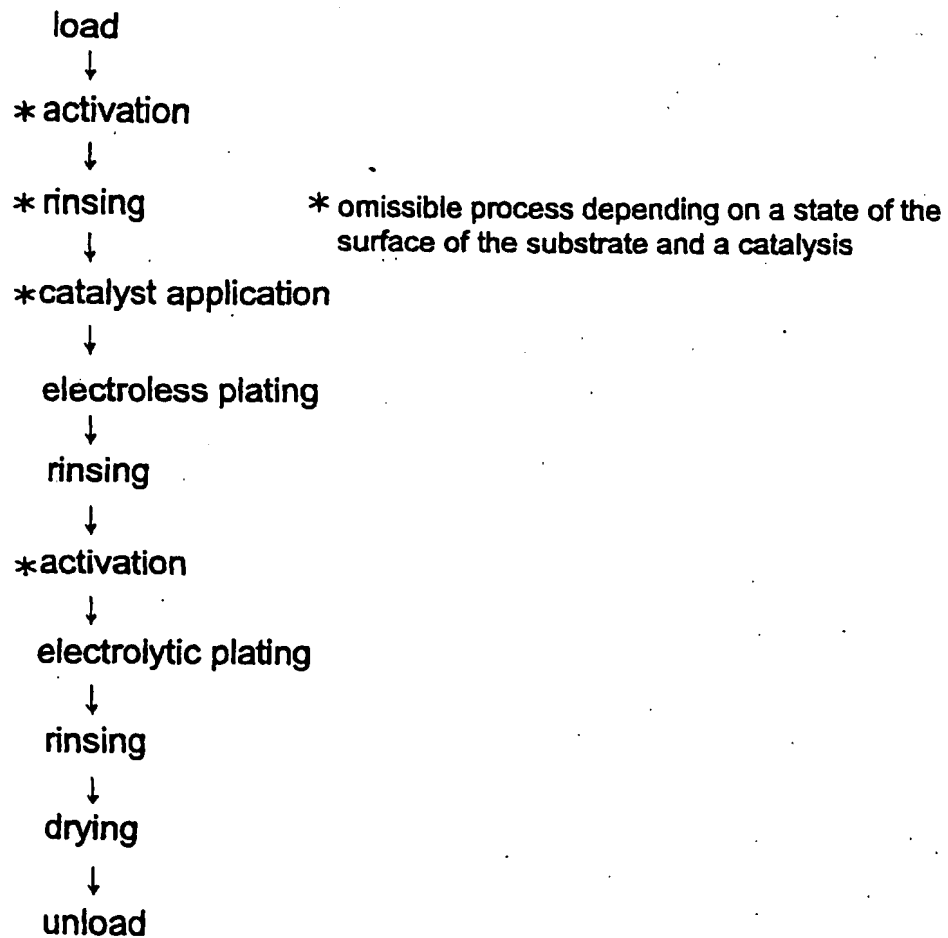 load
↓
* activation
↓
* rinsing
* omissible process depending on a state of the
surface of the substrate and a catalysis
↓
*catalyst application
↓
electroless plating
↓
rinsing
↓
*activation
↓
electrolytic plating
↓
rinsing
↓
drying
↓
unload